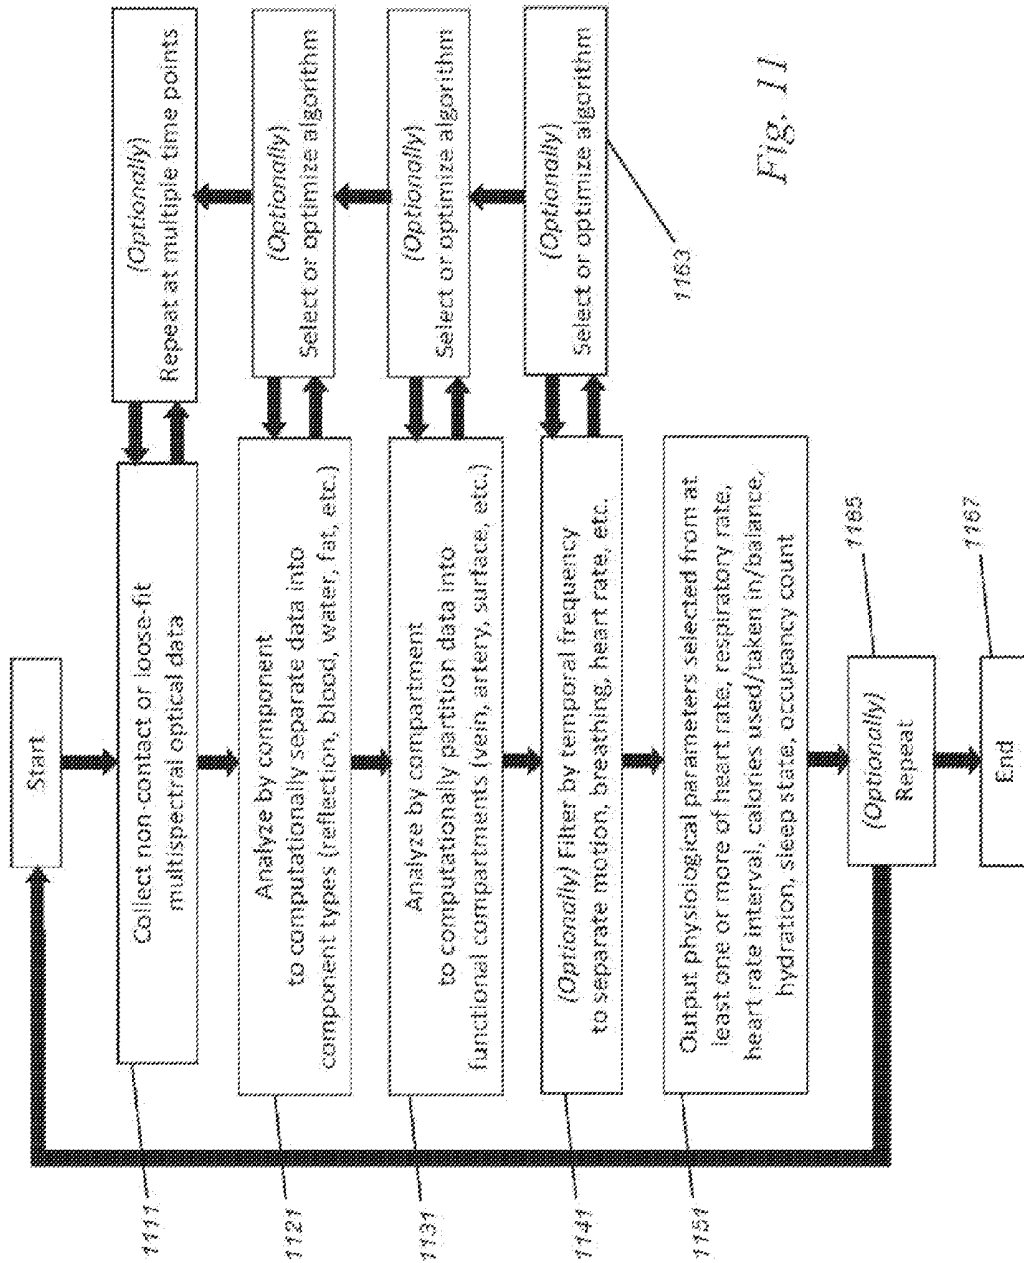 Start
Collect non-contact or loose-fit
multispectral optical data
1111
(Optionally)
Repeat at multiple time points
Analyze by component
to computationally separate data into
component types (reflection, blood, water, fat, etc.)
1121
(Optionally)
Select or optimize algorithm
Analyze by compartment
to computationally partition data into
functional compartments (vein, artery, surface, etc.)
1131
(Optionally)
Select or optimize algorithm
(Optionally) Filter by temporal frequency
to separate motion, breathing, heart rate, etc.
1141
(Optionally)
Select or optimize algorithm
1163
Output physiological parameters selected from at
least one or more of heart rate, respiratory rate,
heart rate interval, calories used/taken in/balance,
hydration, sleep state, occupancy count
1151
(Optionally)
Repeat
1165
End
1167
Fig. 11